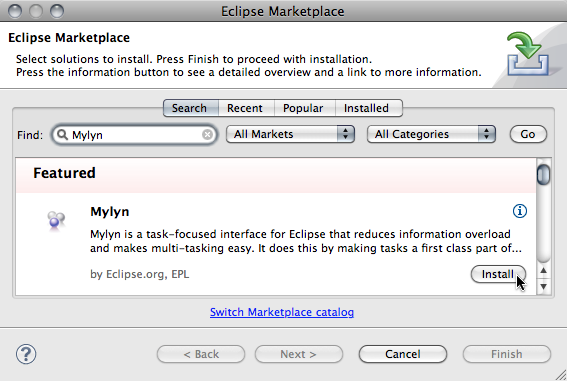 Eclipse Marketplace
Eclipse Marketplace
Select solutions to install. Press Finish to proceed with installation.
Press the information button to see a detailed overview and a link to more information.
Search Recent Popular Installed
Find: Mylyn All Markets All Categories Go
Featured
Mylyn
Mylyn is a task-focused interface for Eclipse that reduces information overload
and makes multi-tasking easy. It does this by making tasks a first class part of...
by Eclipse.org, EPL Install
Switch Marketplace catalog
? < Back Next > Cancel Finish